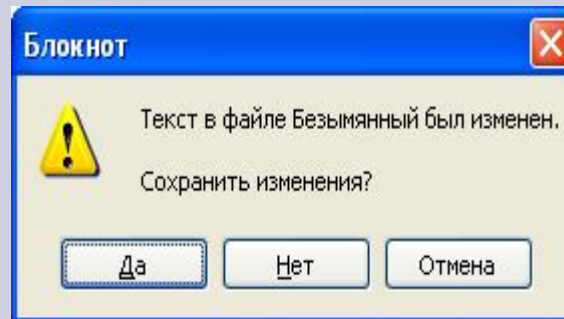 Блокнот
Текст в файле Безымянный был изменен.
Сохранить изменения?
Да Нет Отмена